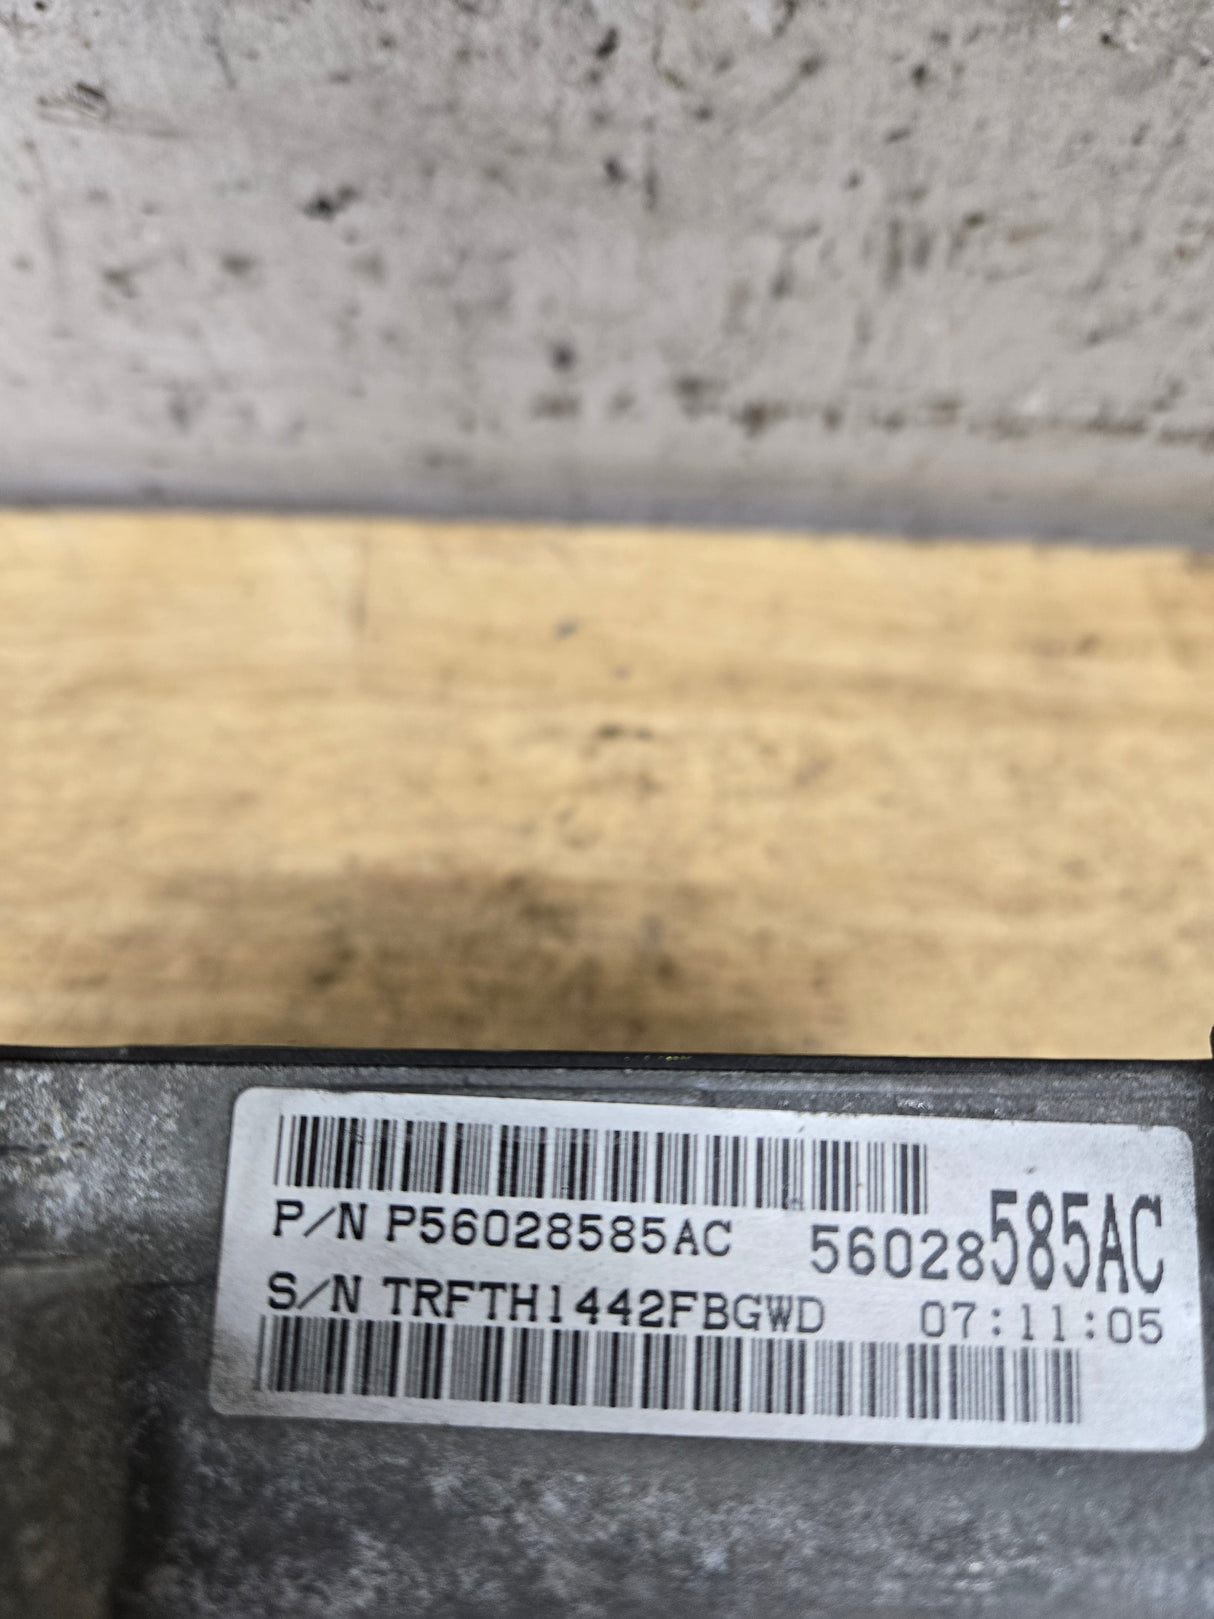 P/N P56028585AC 56028585AC
S/N TRFTH1442FBGWD 07:11:05